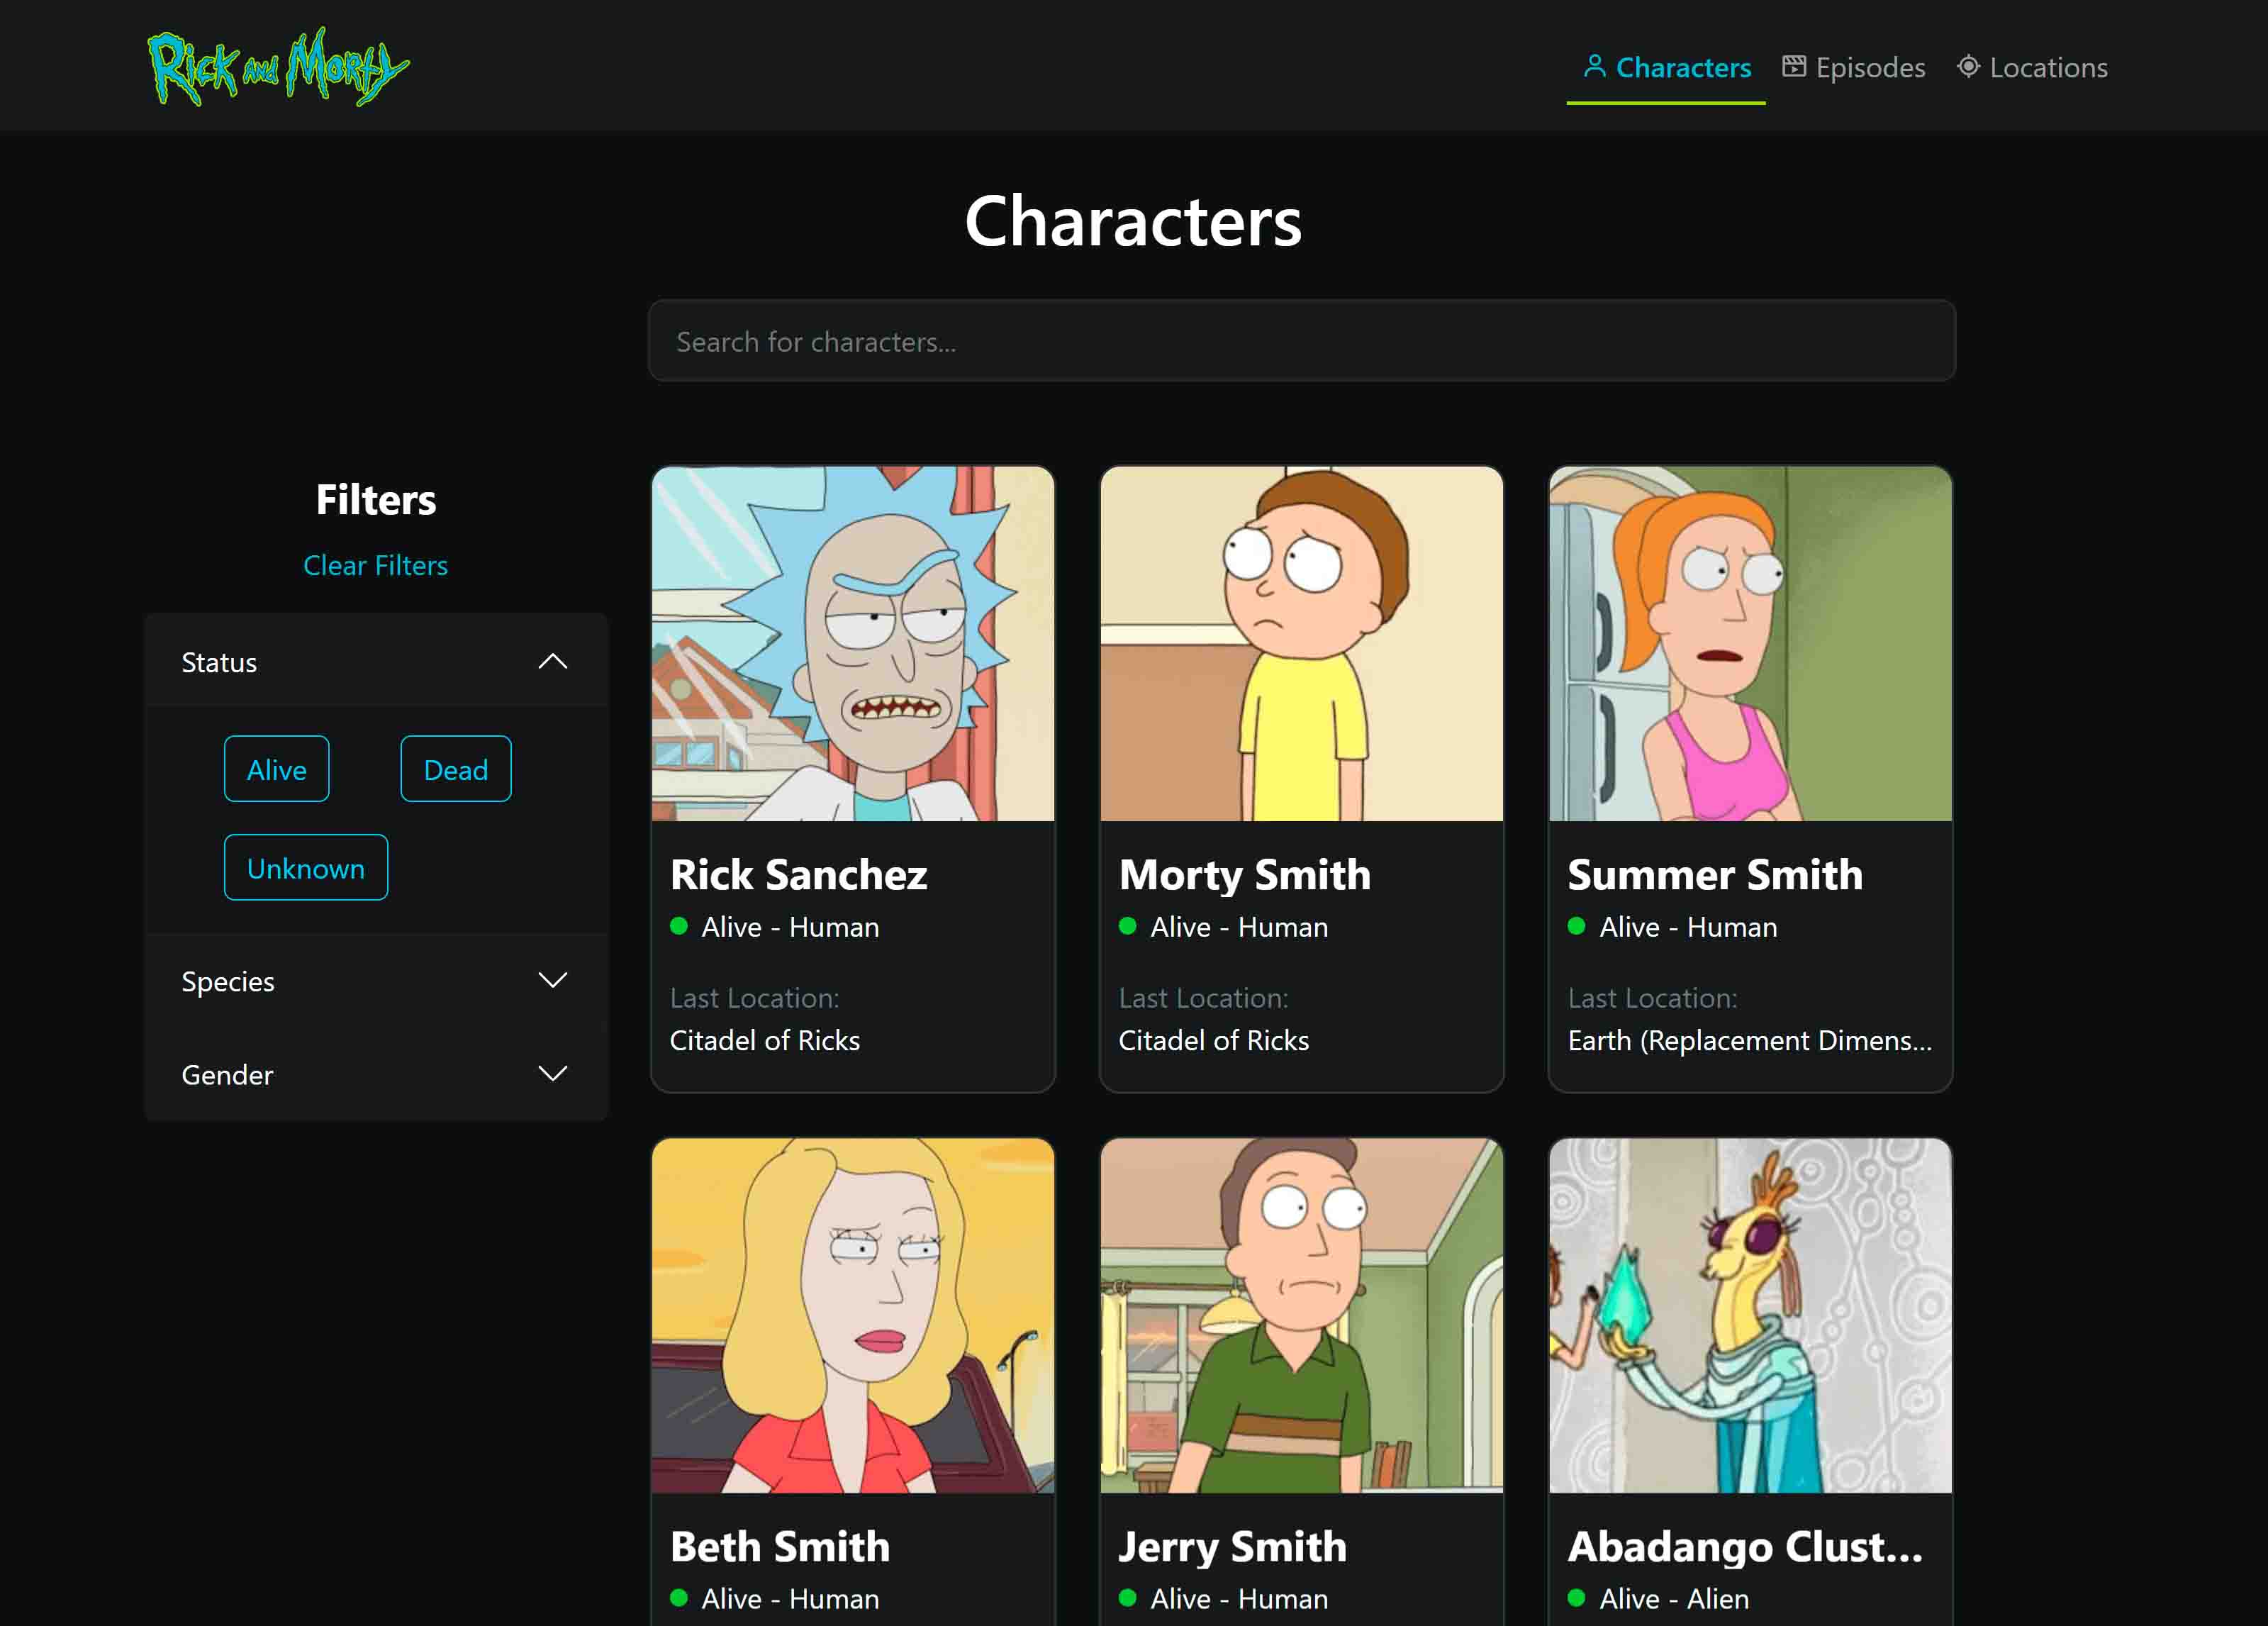 Rick and Morty
Characters
Episodes
Locations
Characters
Search for characters...
Filters
Clear Filters
Status
Alive
Dead
Unknown
Species
Gender
Rick Sanchez
Alive - Human
Last Location:
Citadel of Ricks
Morty Smith
Alive - Human
Last Location:
Citadel of Ricks
Summer Smith
Alive - Human
Last Location:
Earth (Replacement Dimens...
Beth Smith
Alive - Human
Jerry Smith
Alive - Human
Abadango Clust...
Alive - Alien